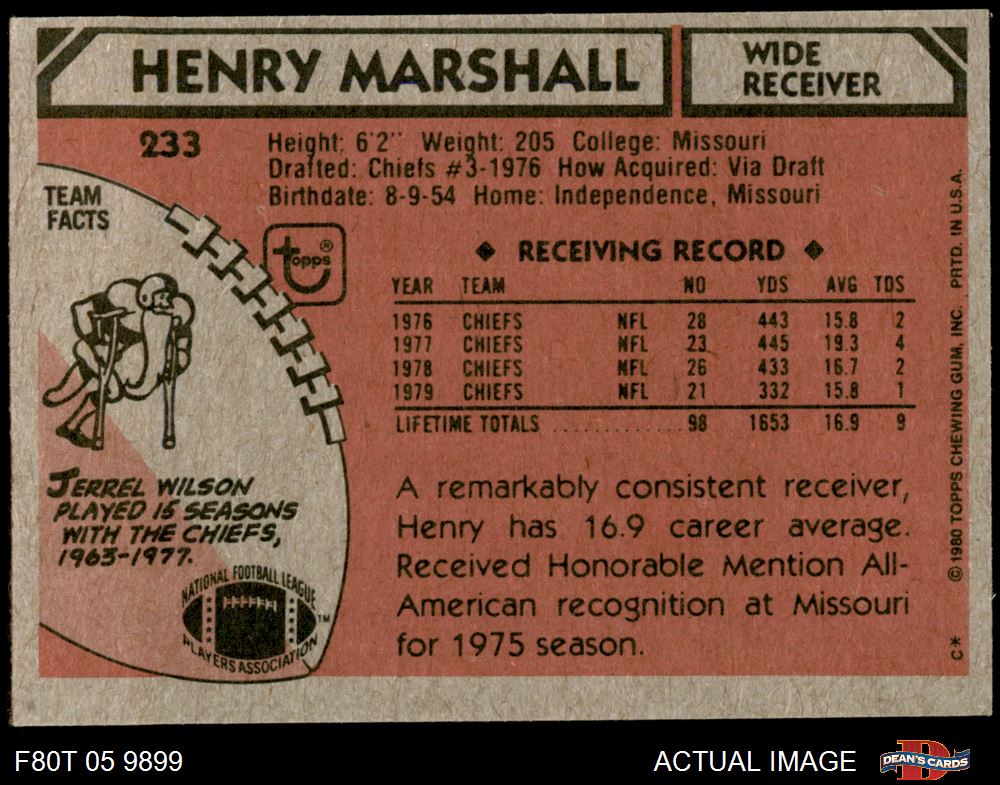 HENRY MARSHALL
WIDE
RECEIVER
233
Height: 6'2" Weight: 205 College: Missouri
Drafted: Chiefs #3-1976 How Acquired: Via Draft
Birthdate: 8-9-54 Home: Independence, Missouri
TEAM
FACTS
topps®
◆ RECEIVING RECORD ◆
YEAR TEAM NO YDS AVG TDS
1976 CHIEFS NFL 28 443 15.8 2
1977 CHIEFS NFL 23 445 19.3 4
1978 CHIEFS NFL 26 433 16.7 2
1979 CHIEFS NFL 21 332 15.8 1
LIFETIME TOTALS ............. 98 1653 16.9 9
JERREL WILSON
PLAYED 15 SEASONS
WITH THE CHIEFS,
1963-1977.
NATIONAL FOOTBALL LEAGUE
PLAYERS ASSOCIATION
TM
A remarkably consistent receiver,
Henry has 16.9 career average.
Received Honorable Mention All-
American recognition at Missouri
for 1975 season.
C* © 1980 TOPPS CHEWING GUM, INC. PRTD. IN U.S.A.
F80T 05 9899
ACTUAL IMAGE
D
DEAN'S CARDS